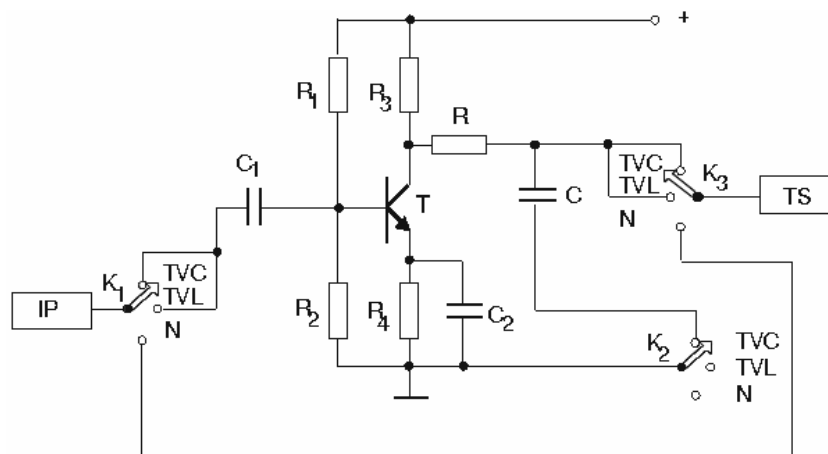 +
R1
R3
R
C1
T
C
TVC
TVL
N
K3
TS
IP
K1
TVC
TVL
N
R2
R4
C2
K2
TVC
TVL
N